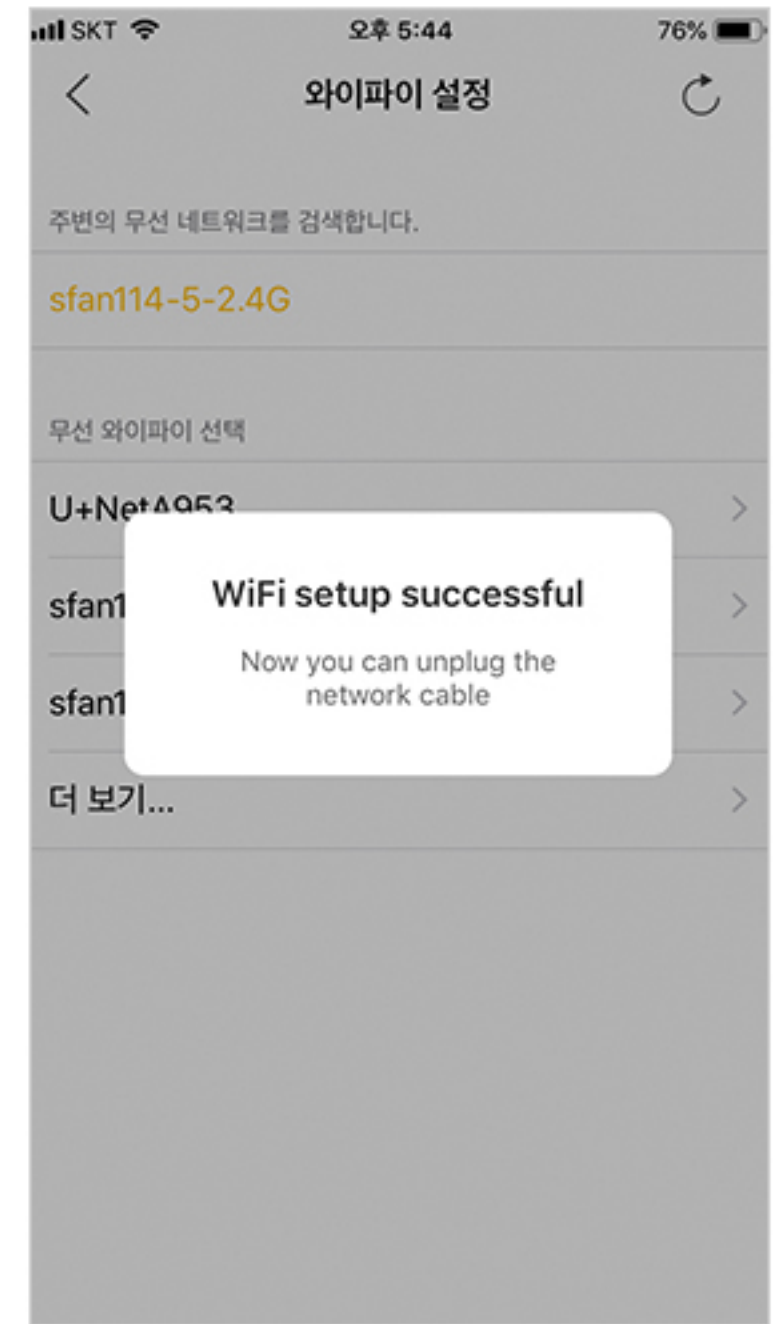 SKT 오후 5:44 76%
와이파이 설정
주변의 무선 네트워크를 검색합니다.
sfan114-5-2.4G
무선 와이파이 선택
U+NetA953
WiFi setup successful
Now you can unplug the
network cable
sfan1
sfan1
더 보기...